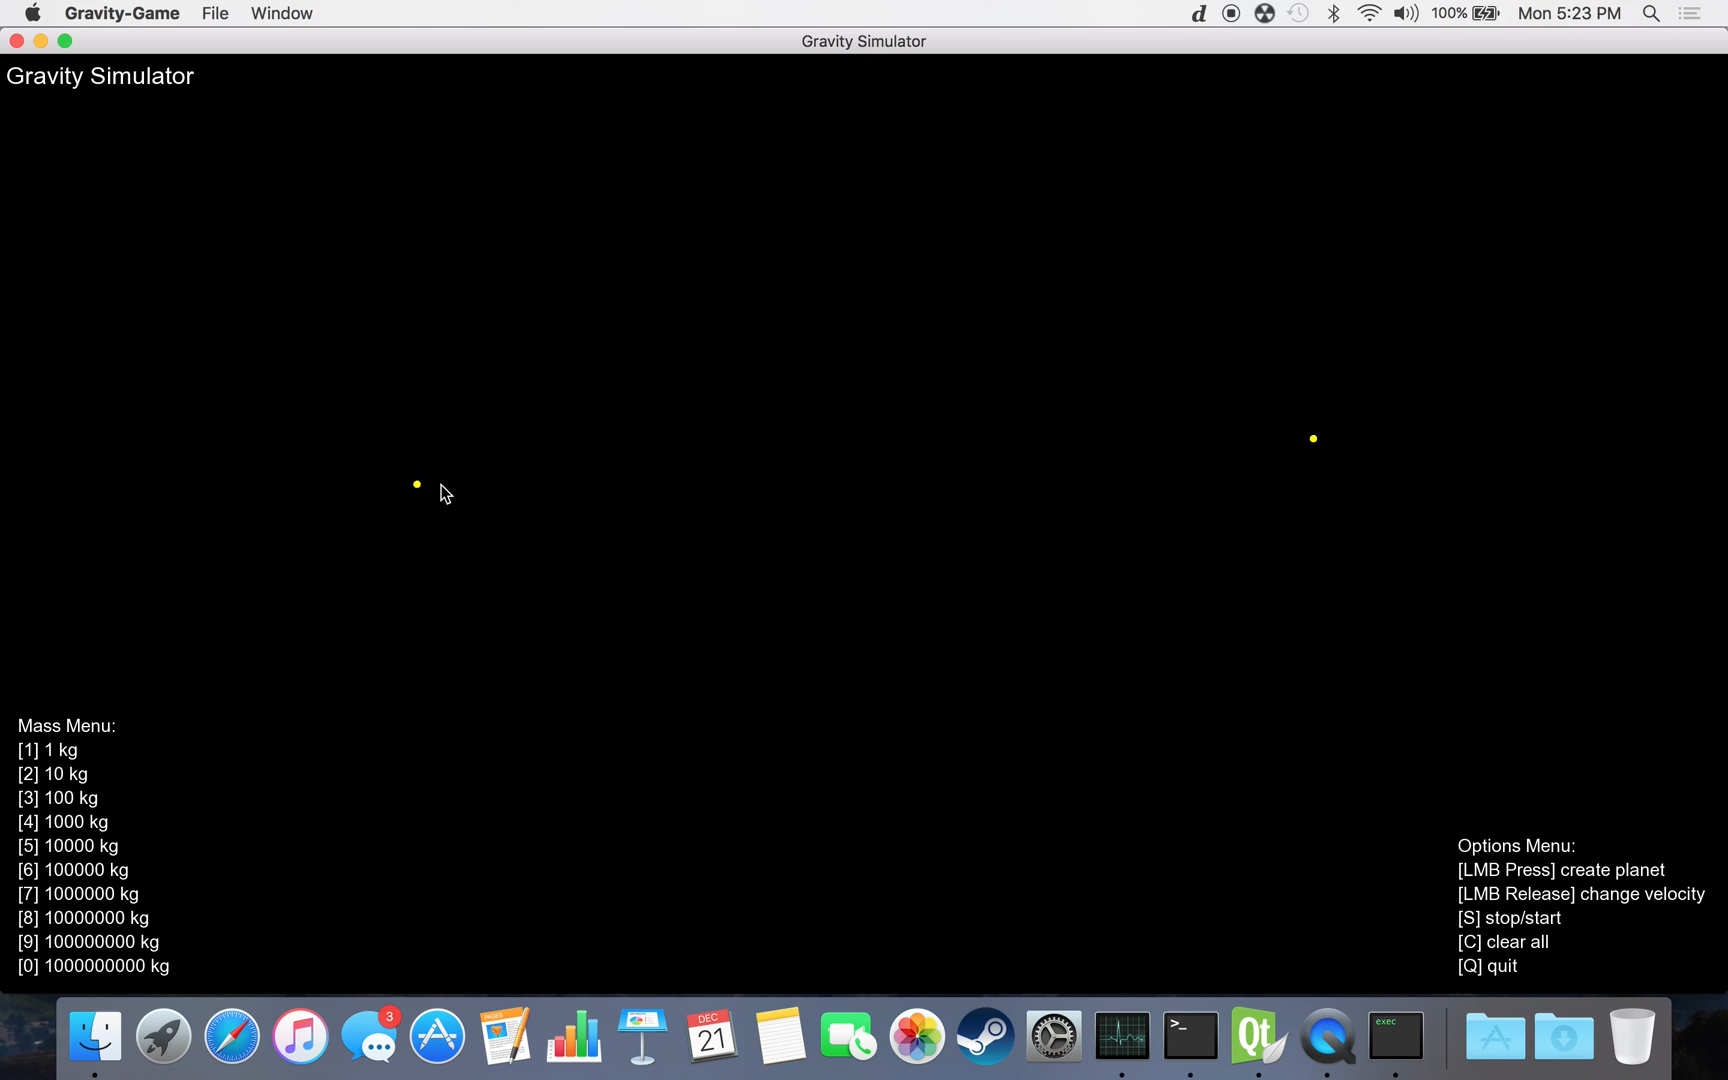 Gravity-Game File Window
100% Mon 5:23 PM
Gravity Simulator
Gravity Simulator
Mass Menu:
[1] 1 kg
[2] 10 kg
[3] 100 kg
[4] 1000 kg
[5] 10000 kg
[6] 100000 kg
[7] 1000000 kg
[8] 10000000 kg
[9] 100000000 kg
[0] 1000000000 kg
Options Menu:
[LMB Press] create planet
[LMB Release] change velocity
[S] stop/start
[C] clear all
[Q] quit
3
PAGES
DEC
21
>_
Qt
exec